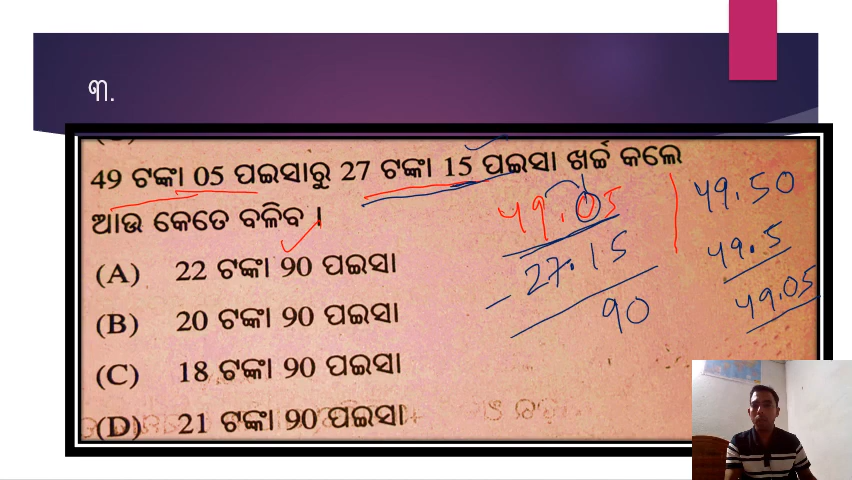 ୩.
49 ଟଙ୍କା 05 ପଇସାରୁ 27 ଟଙ୍କା 15 ପଇସା ଖର୍ଚ୍ଚ କଲେ
ଆଉ କେତେ ବଳିବ ।
(A) 22 ଟଙ୍କା 90 ପଇସା
(B) 20 ଟଙ୍କା 90 ପଇସା
(C) 18 ଟଙ୍କା 90 ପଇସା
(D) 21 ଟଙ୍କା 90 ପଇସା
49.05
- 27.15
90
49.50
49.5
49.05